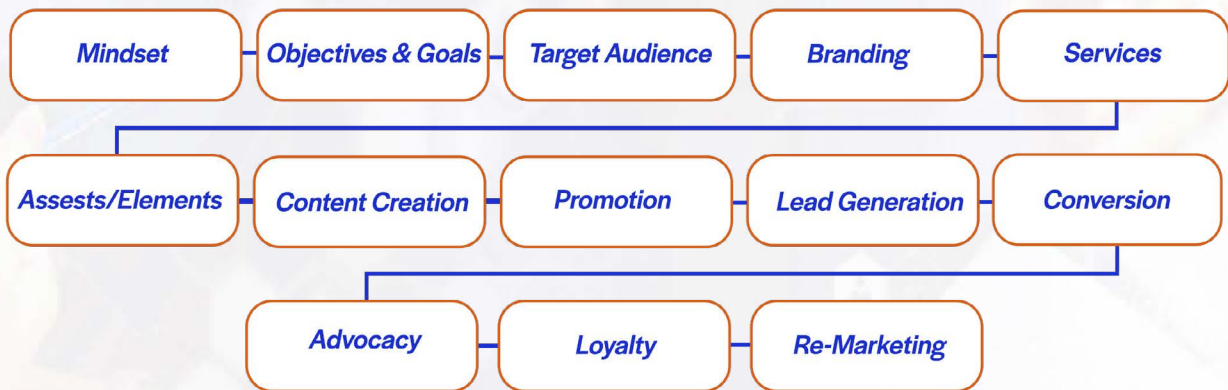 Mindset
Objectives & Goals
Target Audience
Branding
Services
Assests/Elements
Content Creation
Promotion
Lead Generation
Conversion
Advocacy
Loyalty
Re-Marketing